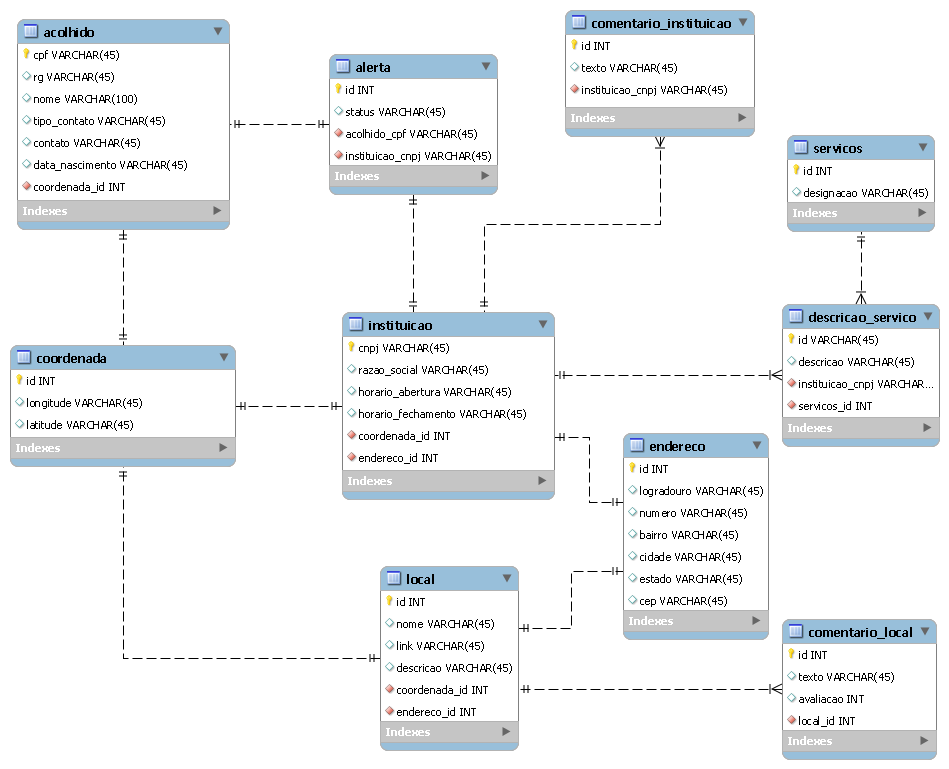 acolhido
cpf VARCHAR(45)
rg VARCHAR(45)
nome VARCHAR(100)
tipo_contato VARCHAR(45)
contato VARCHAR(45)
data_nascimento VARCHAR(45)
coordenada_id INT
Indexes
alerta
id INT
status VARCHAR(45)
acolhido_cpf VARCHAR(45)
instituicao_cnpj VARCHAR(45)
Indexes
comentario_instituicao
id INT
texto VARCHAR(45)
instituicao_cnpj VARCHAR(45)
Indexes
servicos
id INT
designacao VARCHAR(45)
Indexes
coordenada
id INT
longitude VARCHAR(45)
latitude VARCHAR(45)
Indexes
instituicao
cnpj VARCHAR(45)
razao_social VARCHAR(45)
horario_abertura VARCHAR(45)
horario_fechamento VARCHAR(45)
coordenada_id INT
endereco_id INT
Indexes
descricao_servico
id VARCHAR(45)
descricao VARCHAR(45)
instituicao_cnpj VARCHAR...
servicos_id INT
Indexes
endereco
id INT
logradouro VARCHAR(45)
numero VARCHAR(45)
bairro VARCHAR(45)
cidade VARCHAR(45)
estado VARCHAR(45)
cep VARCHAR(45)
Indexes
local
id INT
nome VARCHAR(45)
link VARCHAR(45)
descricao VARCHAR(45)
coordenada_id INT
endereco_id INT
Indexes
comentario_local
id INT
texto VARCHAR(45)
avaliacao INT
local_id INT
Indexes